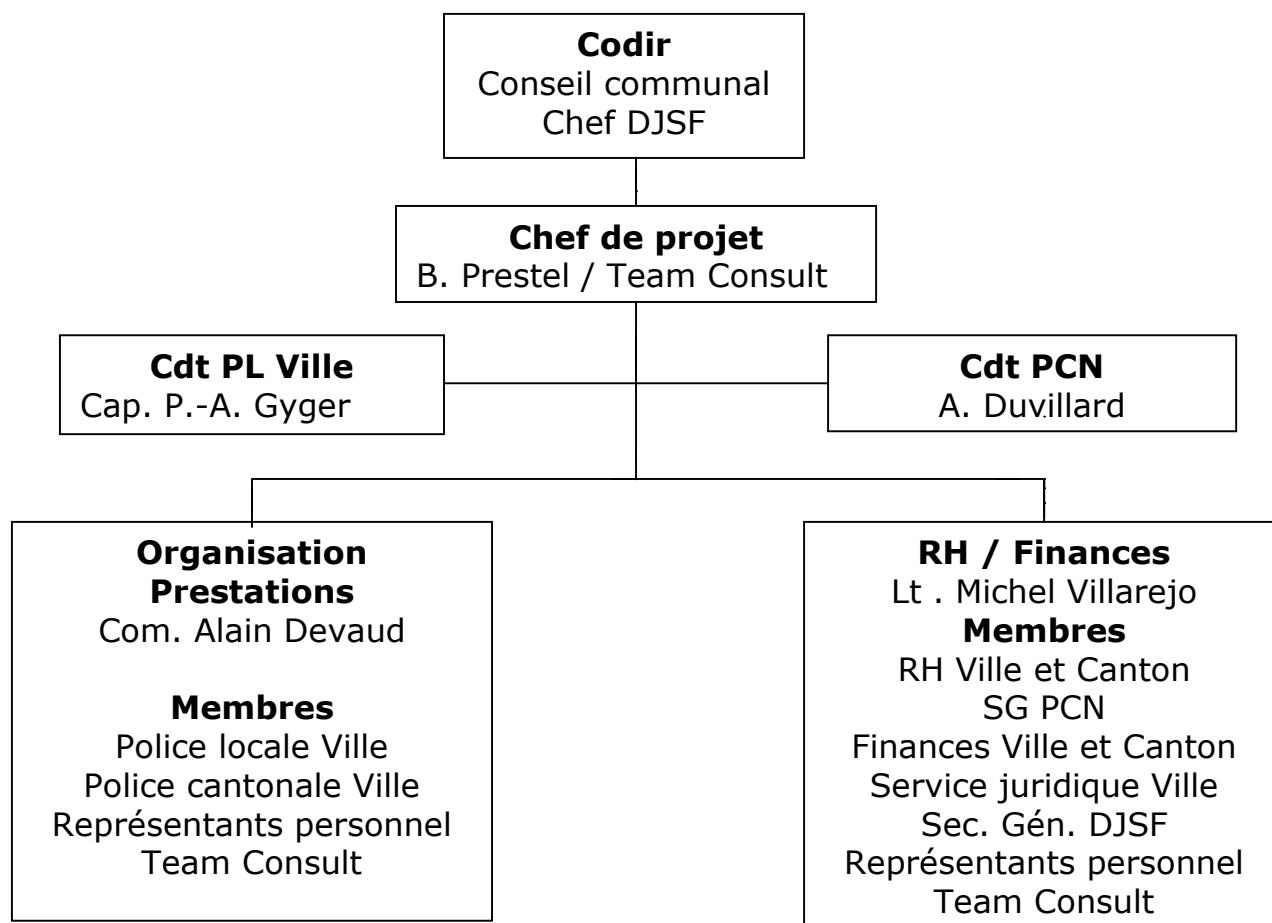 Codir
Conseil communal
Chef DJSF
Chef de projet
B. Prestel / Team Consult
Cdt PL Ville
Cap. P.-A. Gyger
Cdt PCN
A. Duvillard
Organisation
Prestations
Com. Alain Devaud
Membres
Police locale Ville
Police cantonale Ville
Représentants personnel
Team Consult
RH / Finances
Lt . Michel Villarejo
Membres
RH Ville et Canton
SG PCN
Finances Ville et Canton
Service juridique Ville
Sec. Gén. DJSF
Représentants personnel
Team Consult